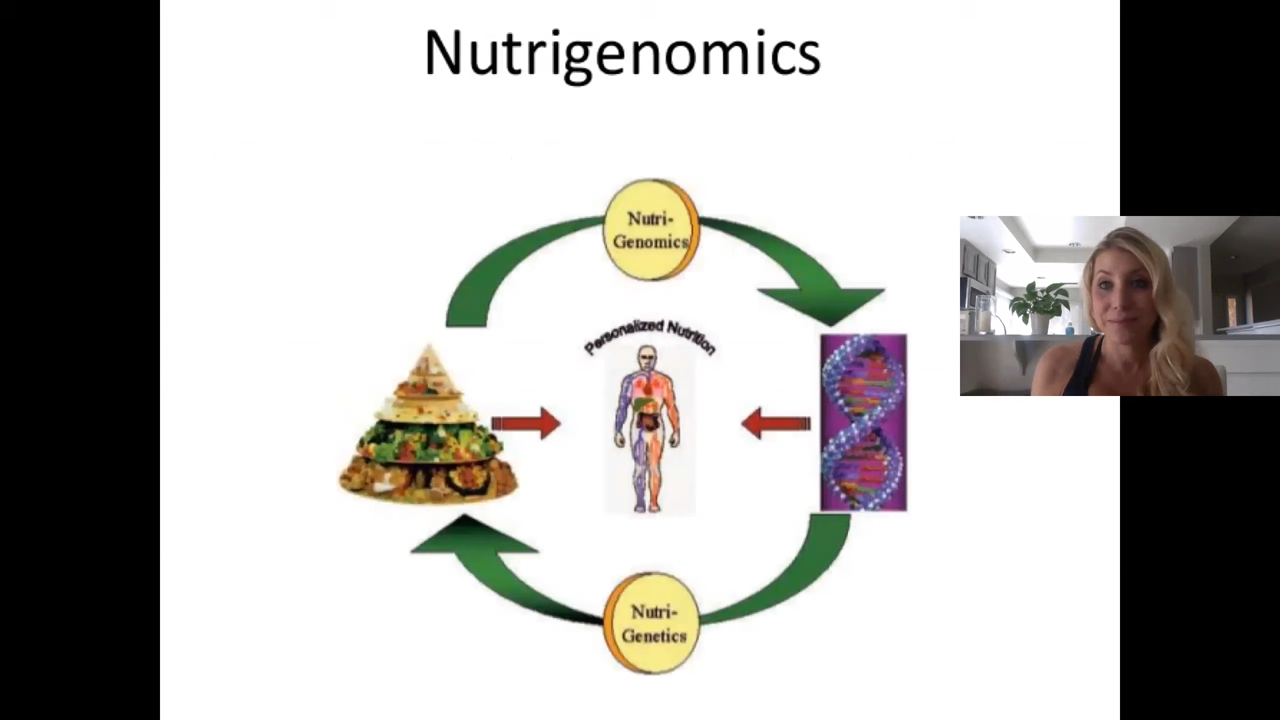 Nutrigenomics
Nutri-
Genomics
Personalized Nutrition
Nutri-
Genetics